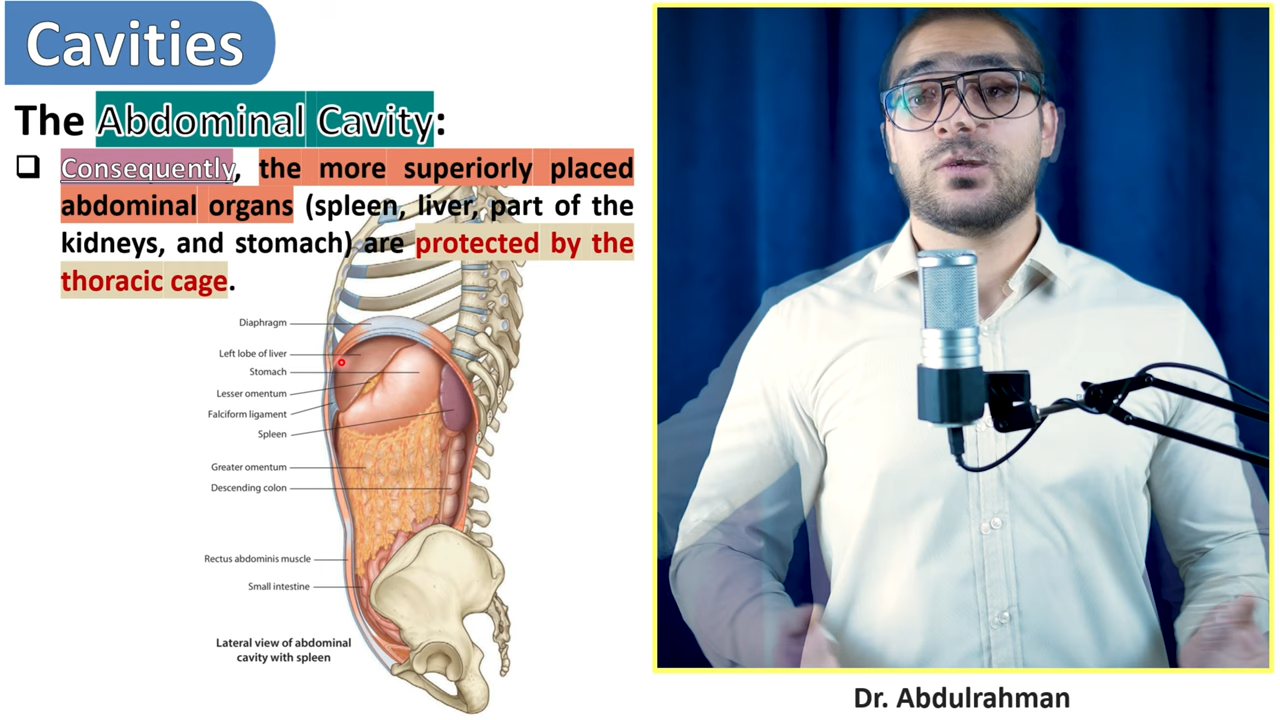 Cavities
The Abdominal Cavity:
❑ Consequently, the more superiorly placed
abdominal organs (spleen, liver, part of the
kidneys, and stomach) are protected by the
thoracic cage.
Diaphragm
Left lobe of liver
Stomach
Lesser omentum
Falciform ligament
Spleen
Greater omentum
Descending colon
Rectus abdominis muscle
Small intestine
Lateral view of abdominal
cavity with spleen
Dr. Abdulrahman